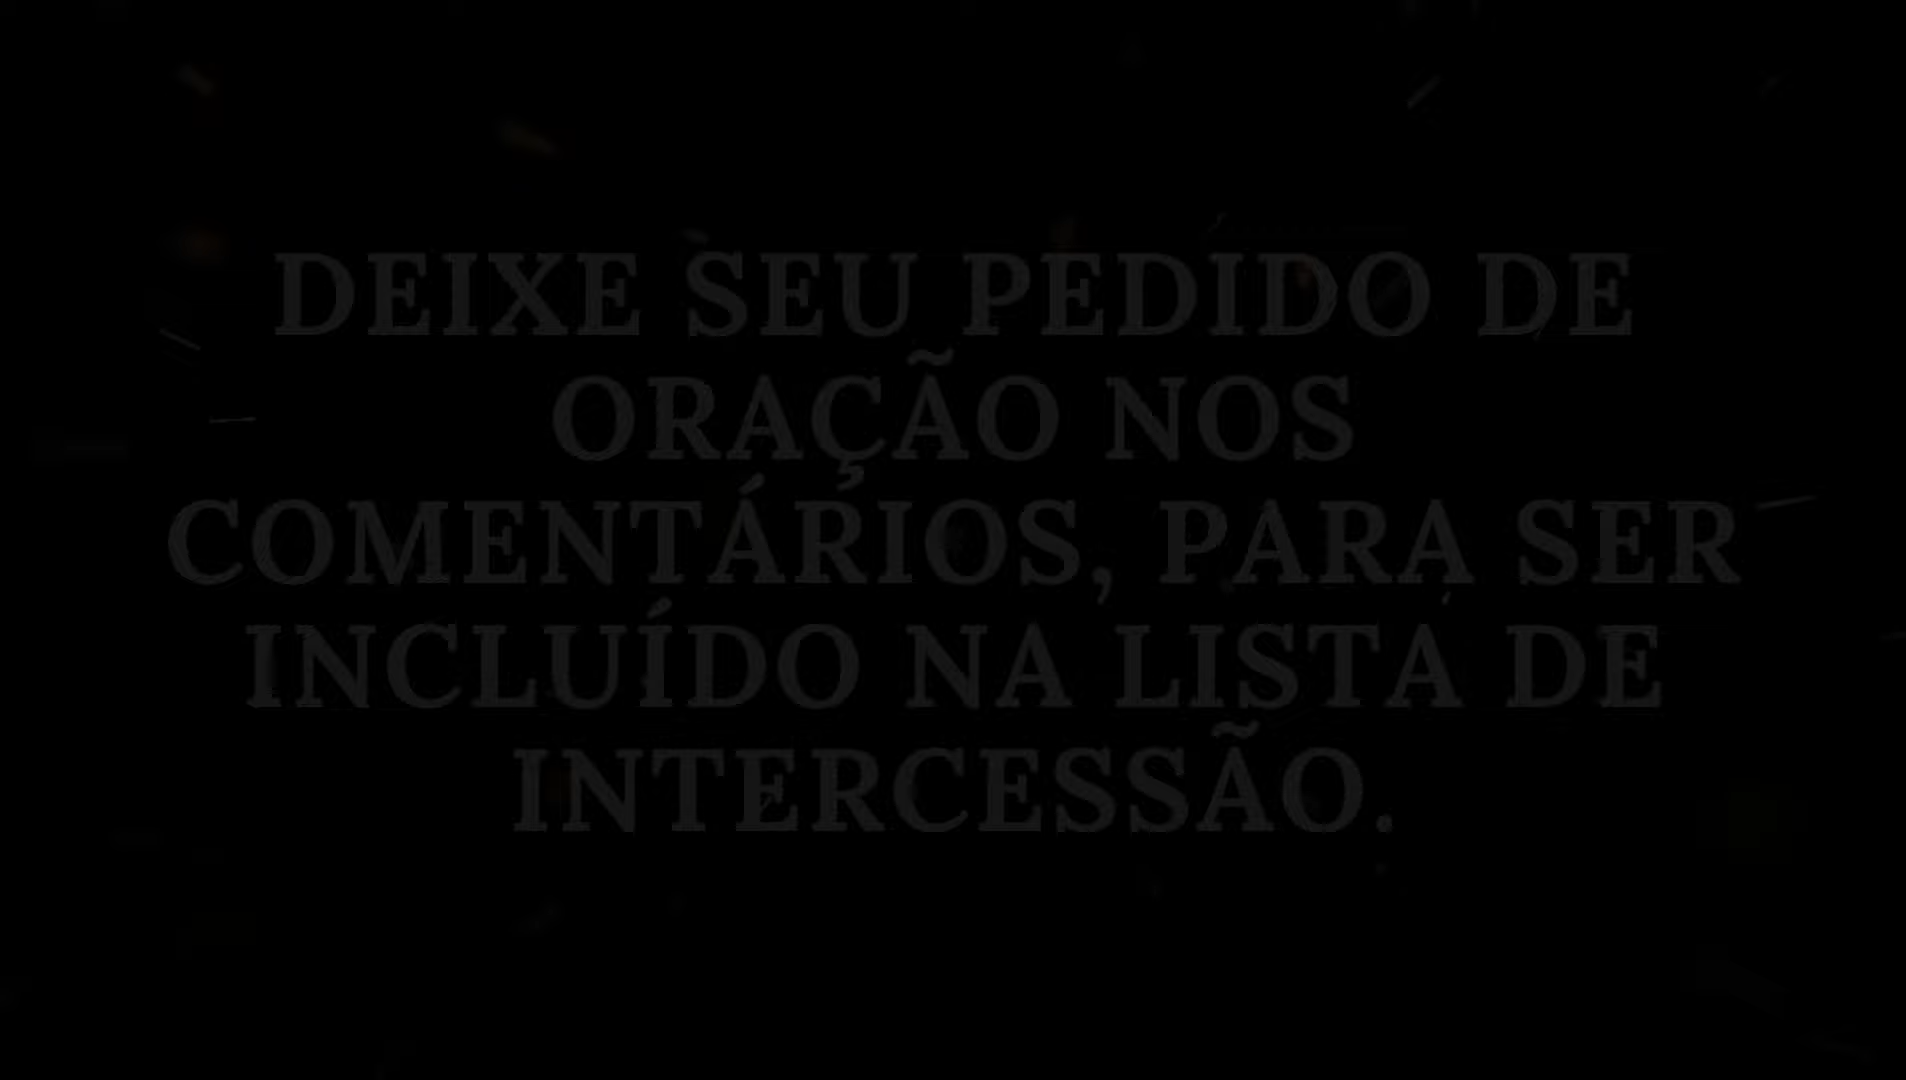 DEIXE SEU PEDIDO DE
ORAÇÃO NOS
COMENTÁRIOS, PARA SER
INCLUÍDO NA LISTA DE
INTERCESSÃO.